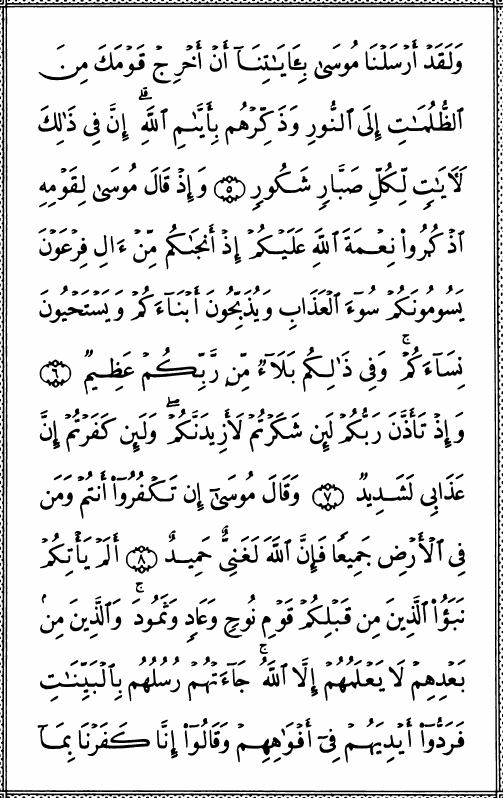 وَلَقَدْ أَرْسَلْنَا مُوسَىٰ بِـَٔايَـٰتِنَآ أَنْ أَخْرِجْ قَوْمَكَ مِنَ
ٱلظُّلُمَـٰتِ إِلَى ٱلنُّورِ وَذَكِّرْهُم بِأَيَّىٰمِ ٱللَّهِ ۚ إِنَّ فِى ذَٰلِكَ
لَـَٔايَـٰتٍ لِّكُلِّ صَبَّارٍ شَكُورٍ ۝٥ وَإِذْ قَالَ مُوسَىٰ لِقَوْمِهِ
ٱذْكُرُوا۟ نِعْمَةَ ٱللَّهِ عَلَيْكُمْ إِذْ أَنجَىٰكُم مِّنْ ءَالِ فِرْعَوْنَ
يَسُومُونَكُمْ سُوٓءَ ٱلْعَذَابِ وَيُذَبِّحُونَ أَبْنَآءَكُمْ وَيَسْتَحْيُونَ
نِسَآءَكُمْ ۚ وَفِى ذَٰلِكُم بَلَآءٌ مِّن رَّبِّكُمْ عَظِيمٌ ۝٦
وَإِذْ تَأَذَّنَ رَبُّكُمْ لَئِن شَكَرْتُمْ لَأَزِيدَنَّكُمْ ۖ وَلَئِن كَفَرْتُمْ إِنَّ
عَذَابِى لَشَدِيدٌ ۝٧ وَقَالَ مُوسَىٰٓ إِن تَكْفُرُوٓا۟ أَنتُمْ وَمَن
فِى ٱلْأَرْضِ جَمِيعًا فَإِنَّ ٱللَّهَ لَغَنِىٌّ حَمِيدٌ ۝٨ أَلَمْ يَأْتِكُمْ
نَبَؤُا۟ ٱلَّذِينَ مِن قَبْلِكُمْ قَوْمِ نُوحٍ وَعَادٍ وَثَمُودَ ۚ وَٱلَّذِينَ مِنۢ
بَعْدِهِمْ لَا يَعْلَمُهُمْ إِلَّا ٱللَّهُ ۚ جَآءَتْهُمْ رُسُلُهُم بِٱلْبَيِّنَـٰتِ
فَرَدُّوٓا۟ أَيْدِيَهُمْ فِىٓ أَفْوَٰهِهِمْ وَقَالُوٓا۟ إِنَّا كَفَرْنَا بِمَآ